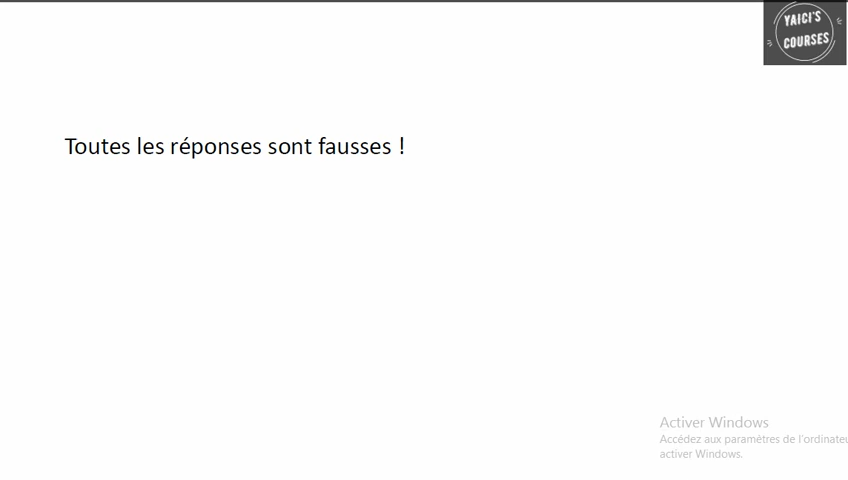 YAICI'S
COURSES
Toutes les réponses sont fausses !
Activer Windows
Accédez aux paramètres de l'ordinateu
activer Windows.